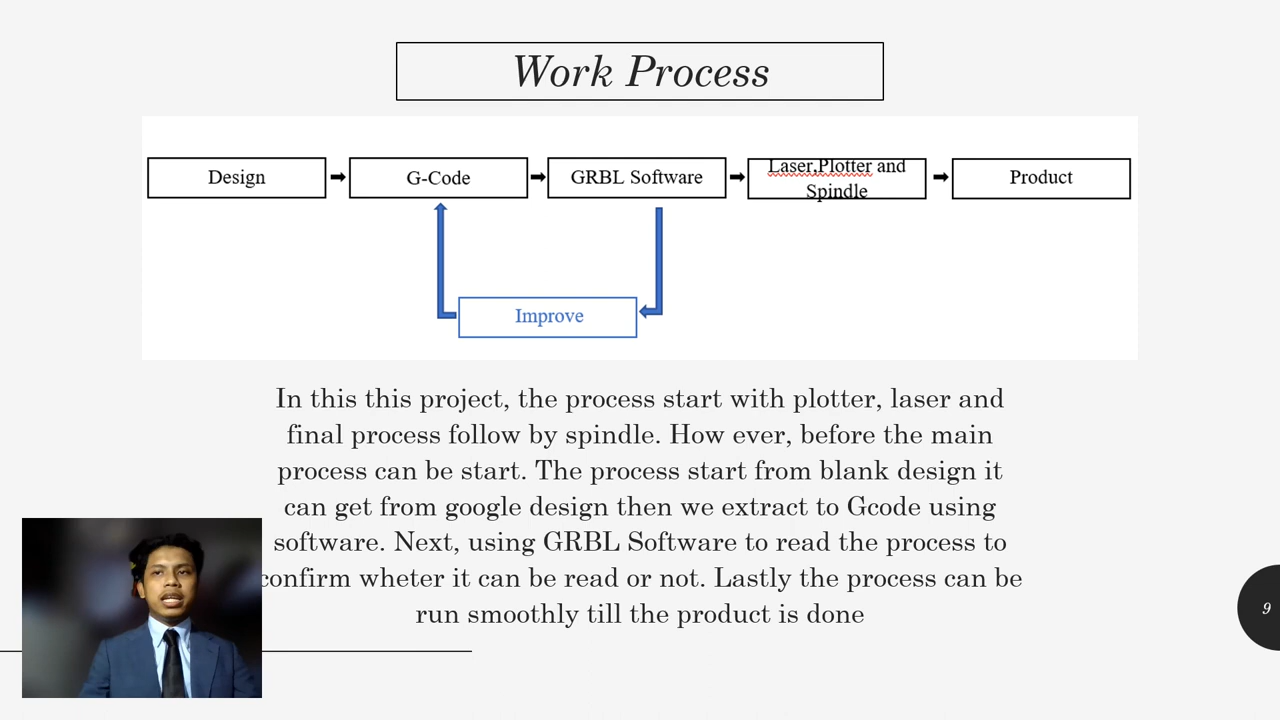 Work Process
Design
G-Code
GRBL Software
Laser,Plotter and
Spindle
Product
Improve
In this this project, the process start with plotter, laser and
final process follow by spindle. How ever, before the main
process can be start. The process start from blank design it
can get from google design then we extract to Gcode using
software. Next, using GRBL Software to read the process to
confirm wheter it can be read or not. Lastly the process can be
run smoothly till the product is done
9